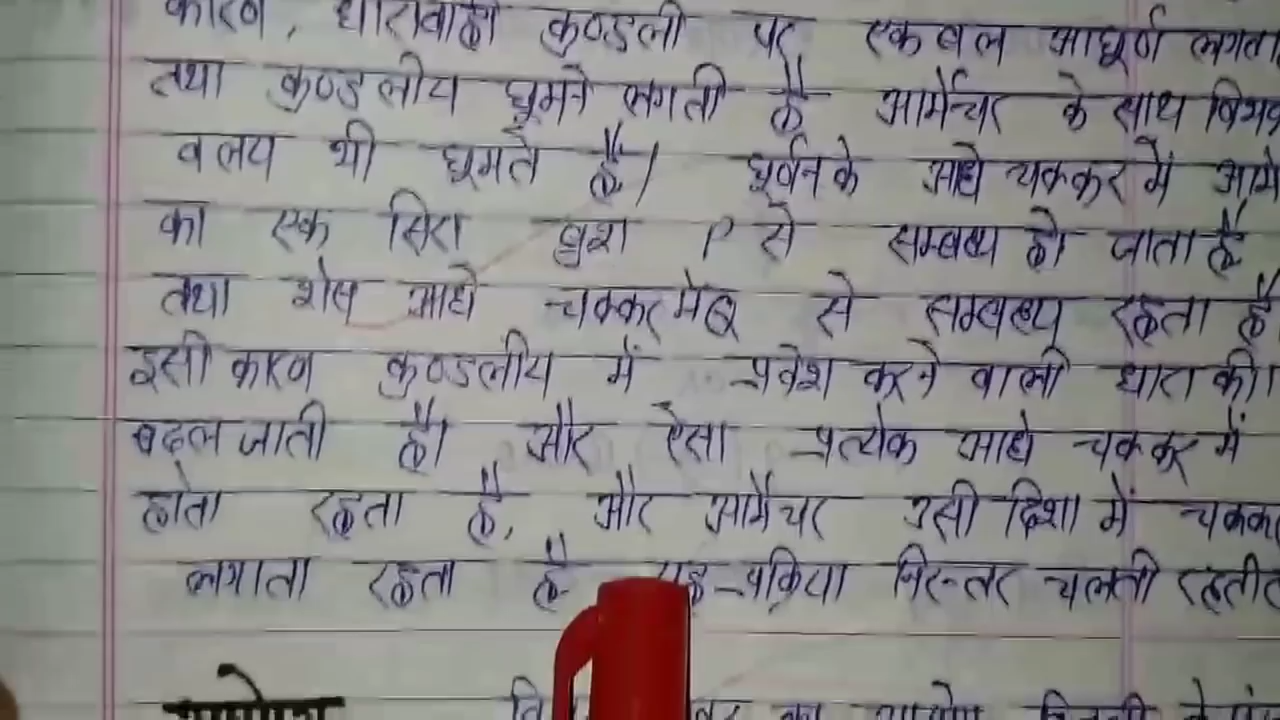 कारण, धारावाही कुण्डली पर एक बल आघूर्ण लगता
तथा कुण्डलीय घूमने लगती है आर्मेचर के साथ विभक्
वलय भी घूमते है। घूर्वनके आधे चक्कर में आर्मे
का एक सिरा ब्रुश P से सम्बन्ध हो जाता है
तथा शेष आधे चक्कर मे से सम्बन्ध रहता है
इसी कारण कुण्डलीय में प्रवेश करने वाली धारा की
बदल जाती है। और ऐसा प्रत्येक आधे चक्कर में
होता रहता है, और आर्मेचर उसी दिशा में चक्कर
लगाता रहता है यह प्रक्रिया निरन्तर चलती रहती